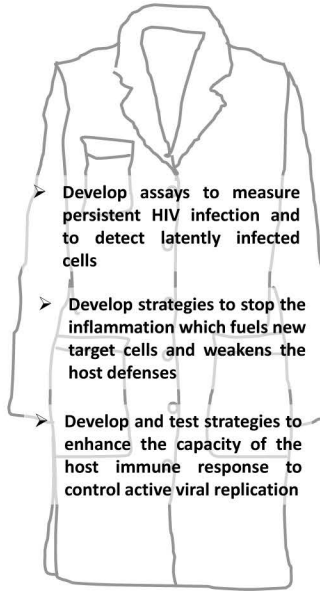 ➢ Develop assays to measure
persistent HIV infection and
to detect latently infected
cells
➢ Develop strategies to stop the
inflammation which fuels new
target cells and weakens the
host defenses
➢ Develop and test strategies to
enhance the capacity of the
host immune response to
control active viral replication